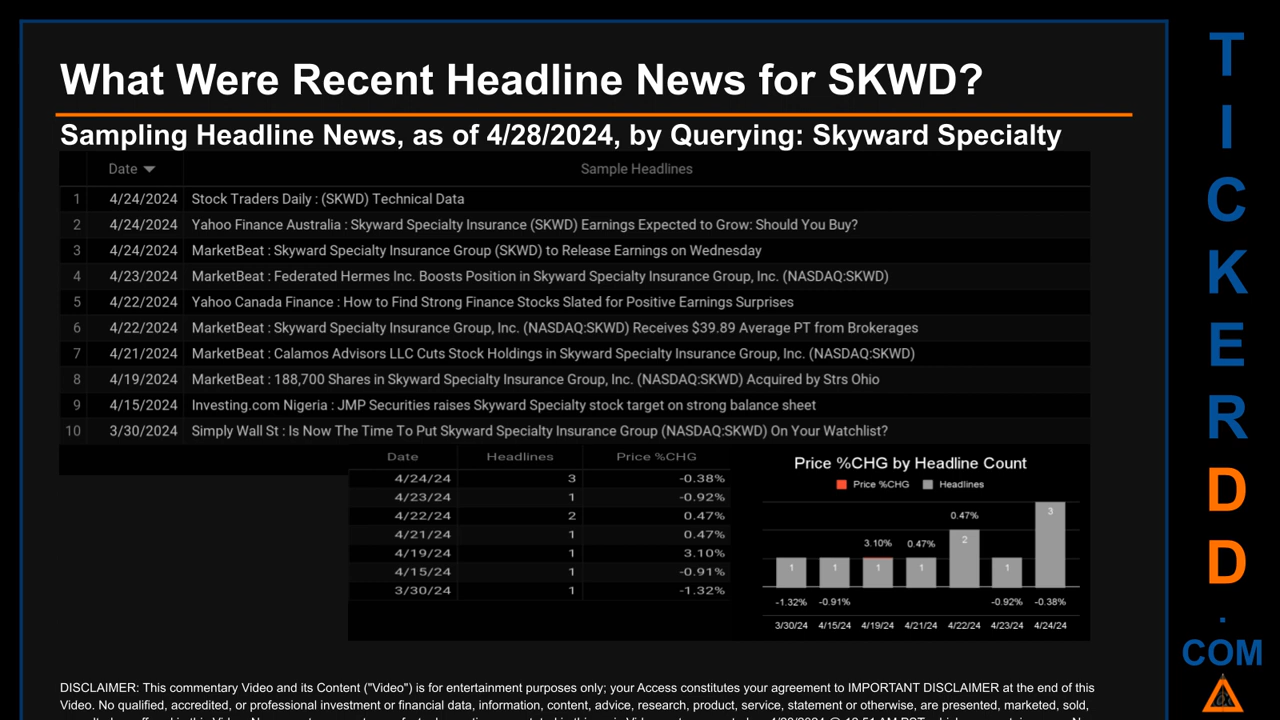 What Were Recent Headline News for SKWD?
Sampling Headline News, as of 4/28/2024, by Querying: Skyward Specialty
Date Sample Headlines
1 4/24/2024 Stock Traders Daily : (SKWD) Technical Data
2 4/24/2024 Yahoo Finance Australia : Skyward Specialty Insurance (SKWD) Earnings Expected to Grow: Should You Buy?
3 4/24/2024 MarketBeat : Skyward Specialty Insurance Group (SKWD) to Release Earnings on Wednesday
4 4/23/2024 MarketBeat : Federated Hermes Inc. Boosts Position in Skyward Specialty Insurance Group, Inc. (NASDAQ:SKWD)
5 4/22/2024 Yahoo Canada Finance : How to Find Strong Finance Stocks Slated for Positive Earnings Surprises
6 4/22/2024 MarketBeat : Skyward Specialty Insurance Group, Inc. (NASDAQ:SKWD) Receives $39.89 Average PT from Brokerages
7 4/21/2024 MarketBeat : Calamos Advisors LLC Cuts Stock Holdings in Skyward Specialty Insurance Group, Inc. (NASDAQ:SKWD)
8 4/19/2024 MarketBeat : 188,700 Shares in Skyward Specialty Insurance Group, Inc. (NASDAQ:SKWD) Acquired by Strs Ohio
9 4/15/2024 Investing.com Nigeria : JMP Securities raises Skyward Specialty stock target on strong balance sheet
10 3/30/2024 Simply Wall St : Is Now The Time To Put Skyward Specialty Insurance Group (NASDAQ:SKWD) On Your Watchlist?
Date Headlines Price %CHG
4/24/24 3 -0.38%
4/23/24 1 -0.92%
4/22/24 2 0.47%
4/21/24 1 0.47%
4/19/24 1 3.10%
4/15/24 1 -0.91%
3/30/24 1 -1.32%
Price %CHG by Headline Count
Price %CHG Headlines
3.10% 0.47% 0.47%
1 1 1 1 2 1 3
-1.32% -0.91% -0.92% -0.38%
3/30/24 4/15/24 4/19/24 4/21/24 4/22/24 4/23/24 4/24/24
DISCLAIMER: This commentary Video and its Content ("Video") is for entertainment purposes only; your Access constitutes your agreement to IMPORTANT DISCLAIMER at the end of this
Video. No qualified, accredited, or professional investment or financial data, information, content, advice, research, product, service, statement or otherwise, are presented, marketed, sold,
T
I
C
K
E
R
D
D
.
COM